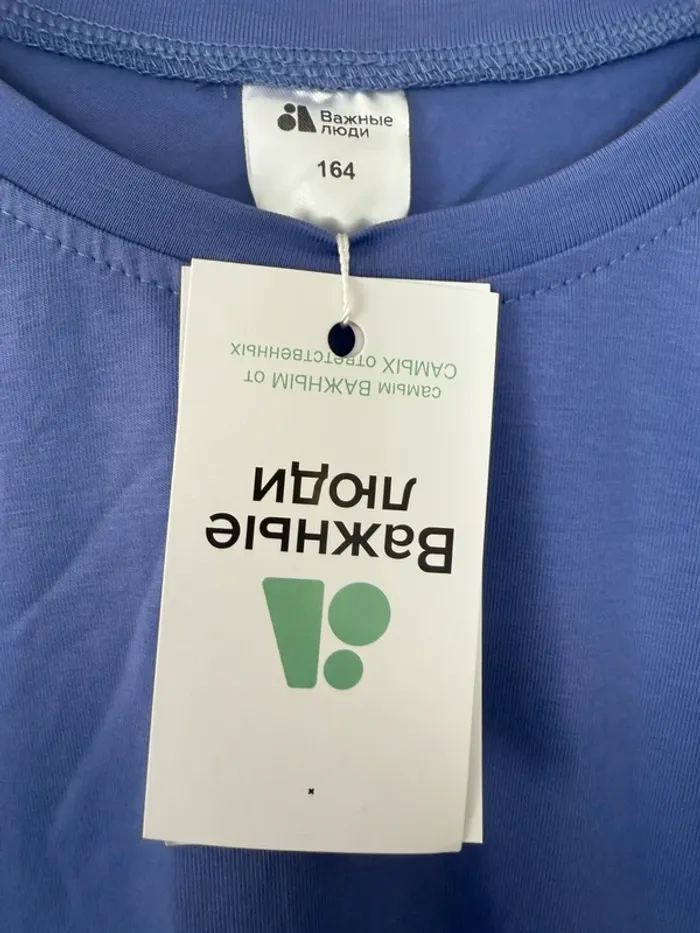 Важные
люди
164
Важные
люди
самым ВАЖНЫМ от
САМЫХ ответственных